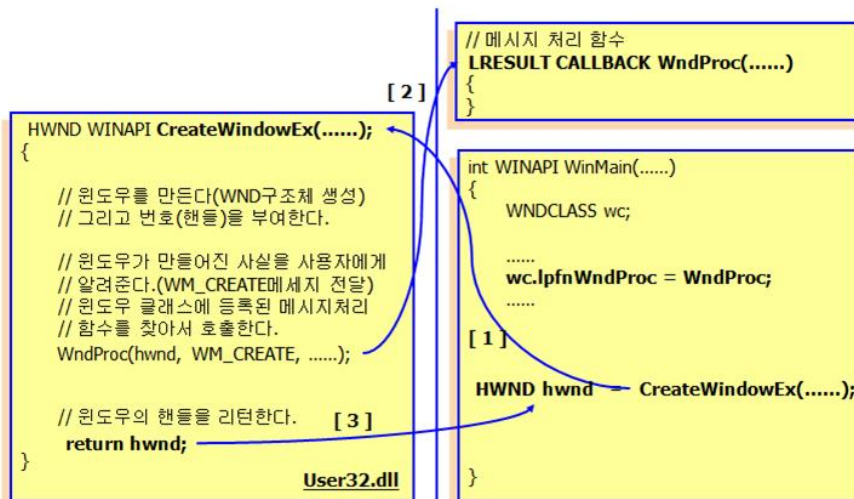 // 메시지 처리 함수
LRESULT CALLBACK WndProc(......)
{
}
[ 2 ]
HWND WINAPI CreateWindowEx(......);
{
// 윈도우를 만든다(WND구조체 생성)
// 그리고 번호(핸들)을 부여한다.
// 윈도우가 만들어진 사실을 사용자에게
// 알려준다.(WM_CREATE메세지 전달)
// 윈도우 클래스에 등록된 메시지처리
// 함수를 찾아서 호출한다.
WndProc(hwnd, WM_CREATE, ......);
// 윈도우의 핸들을 리턴한다.
[ 3 ]
return hwnd;
}
User32.dll
int WINAPI WinMain(......)
{
WNDCLASS wc;
......
wc.lpfnWndProc = WndProc;
......
[ 1 ]
HWND hwnd = CreateWindowEx(......);
}